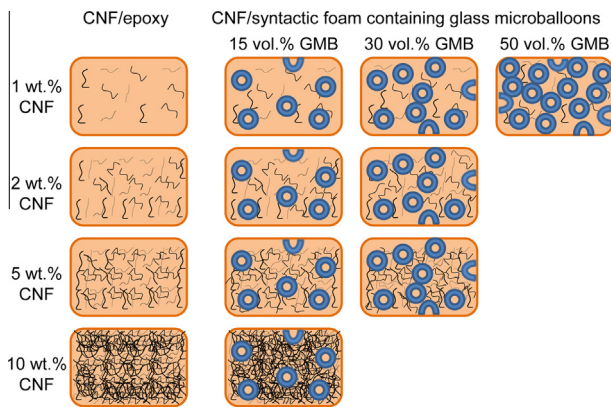 CNF/epoxy
CNF/syntactic foam containing glass microballoons
15 vol.% GMB
30 vol.% GMB
50 vol.% GMB
1 wt.%
CNF
2 wt.%
CNF
5 wt.%
CNF
10 wt.%
CNF